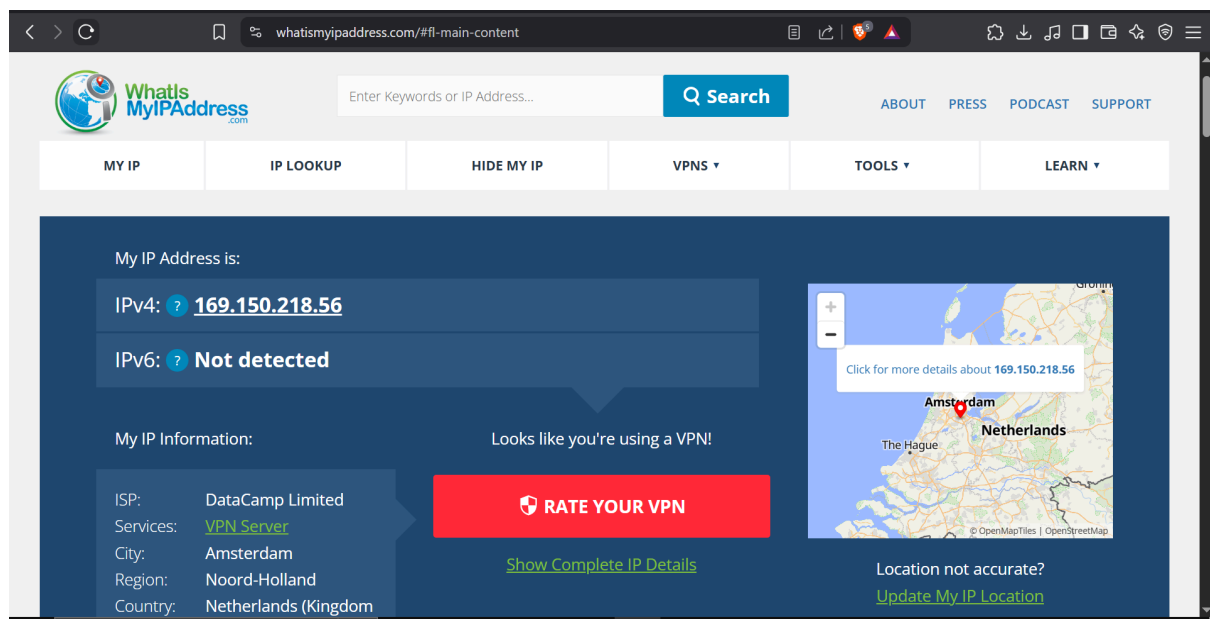 whatismyipaddress.com/#fl-main-content
5
WhatIs
MyIPAddress
.com
Enter Keywords or IP Address...
Search
ABOUT PRESS PODCAST SUPPORT
MY IP IP LOOKUP HIDE MY IP VPNS ▾ TOOLS ▾ LEARN ▾
My IP Address is:
IPv4: ? 169.150.218.56
IPv6: ? Not detected
My IP Information:
ISP: DataCamp Limited
Services: VPN Server
City: Amsterdam
Region: Noord-Holland
Country: Netherlands (Kingdom
Looks like you're using a VPN!
RATE YOUR VPN
Show Complete IP Details
+
−
Click for more details about 169.150.218.56
Amsterdam
Netherlands
The Hague
© OpenMapTiles | OpenStreetMap
Location not accurate?
Update My IP Location